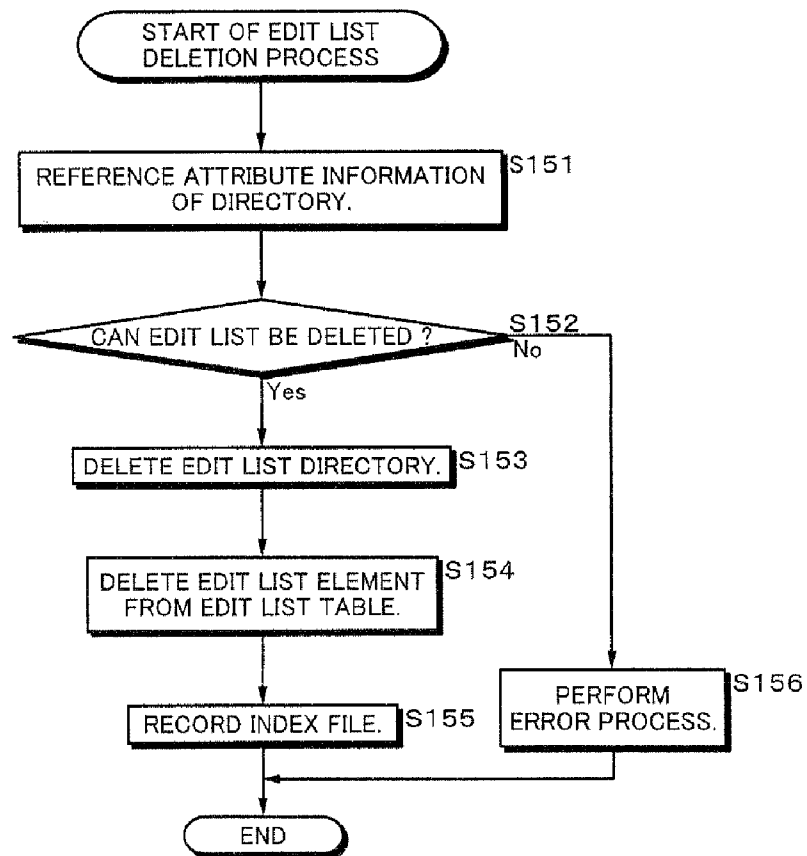 START OF EDIT LIST
DELETION PROCESS
REFERENCE ATTRIBUTE INFORMATION
OF DIRECTORY.
S151
CAN EDIT LIST BE DELETED ?
S152
No
Yes
DELETE EDIT LIST DIRECTORY.
S153
DELETE EDIT LIST ELEMENT
FROM EDIT LIST TABLE.
S154
RECORD INDEX FILE.
S155
PERFORM
ERROR PROCESS.
S156
END